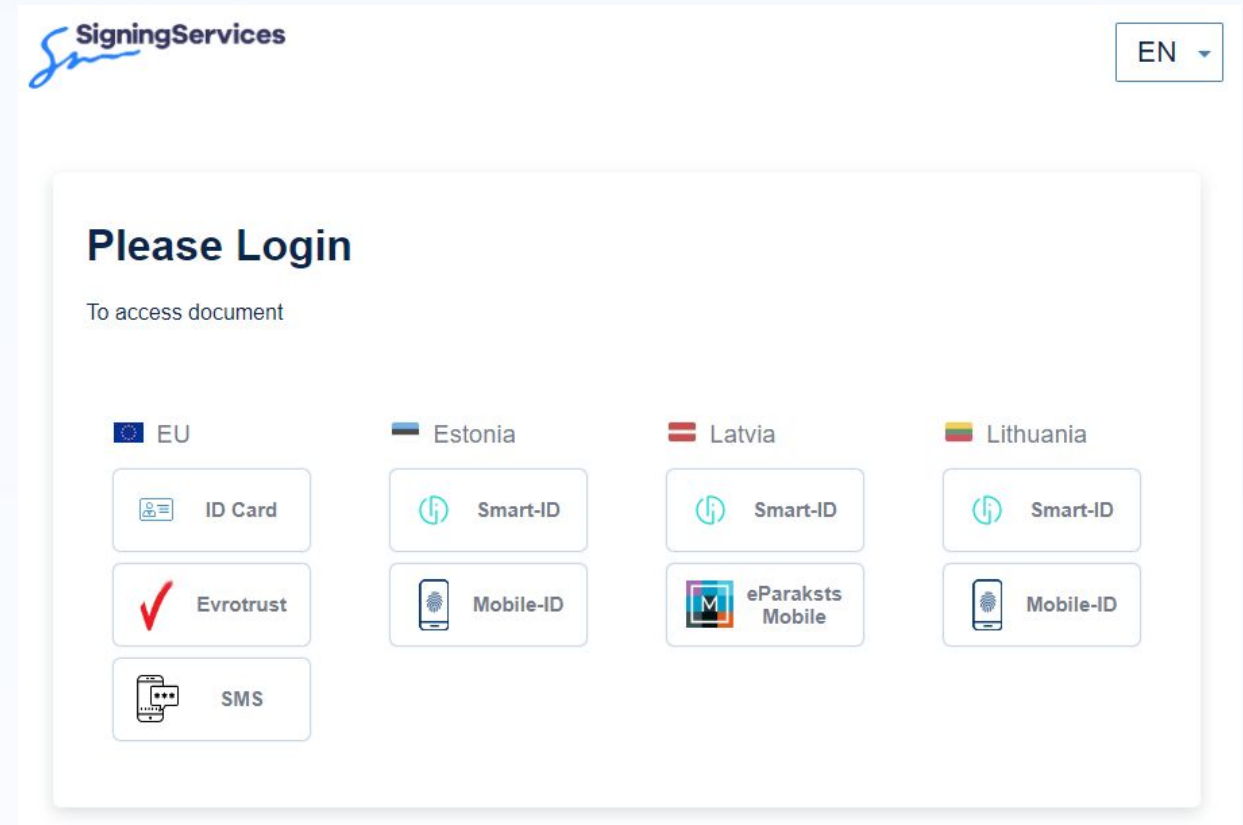 SigningServices
EN
Please Login
To access document
EU
Estonia
Latvia
Lithuania
ID Card
Smart-ID
Smart-ID
Smart-ID
Evrotrust
Mobile-ID
eParaksts
Mobile
Mobile-ID
SMS